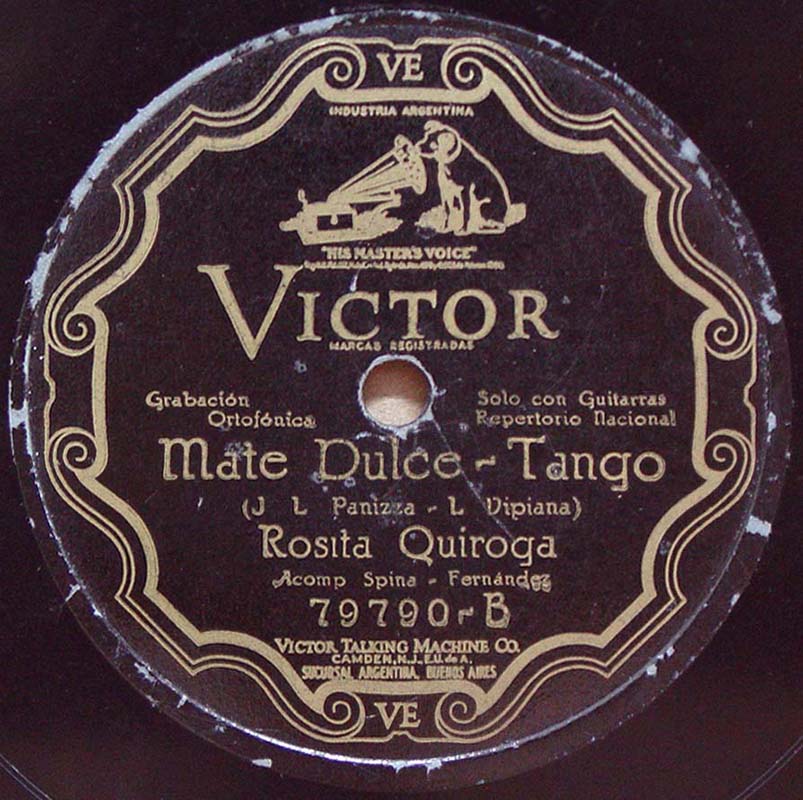 VE
INDUSTRIA ARGENTINA
"HIS MASTER'S VOICE"
VICTOR
MARCAS REGISTRADAS
Grabación Solo con Guitarras
Ortofónica Repertorio Nacional
Mate Dulce - Tango
(J L Panizza - L Vipiana)
Rosita Quiroga
Acomp Spina - Fernández
79790-B
VICTOR TALKING MACHINE CO.
CAMDEN, N.J., E.U. de A.
SUCURSAL ARGENTINA, BUENOS AIRES
VE